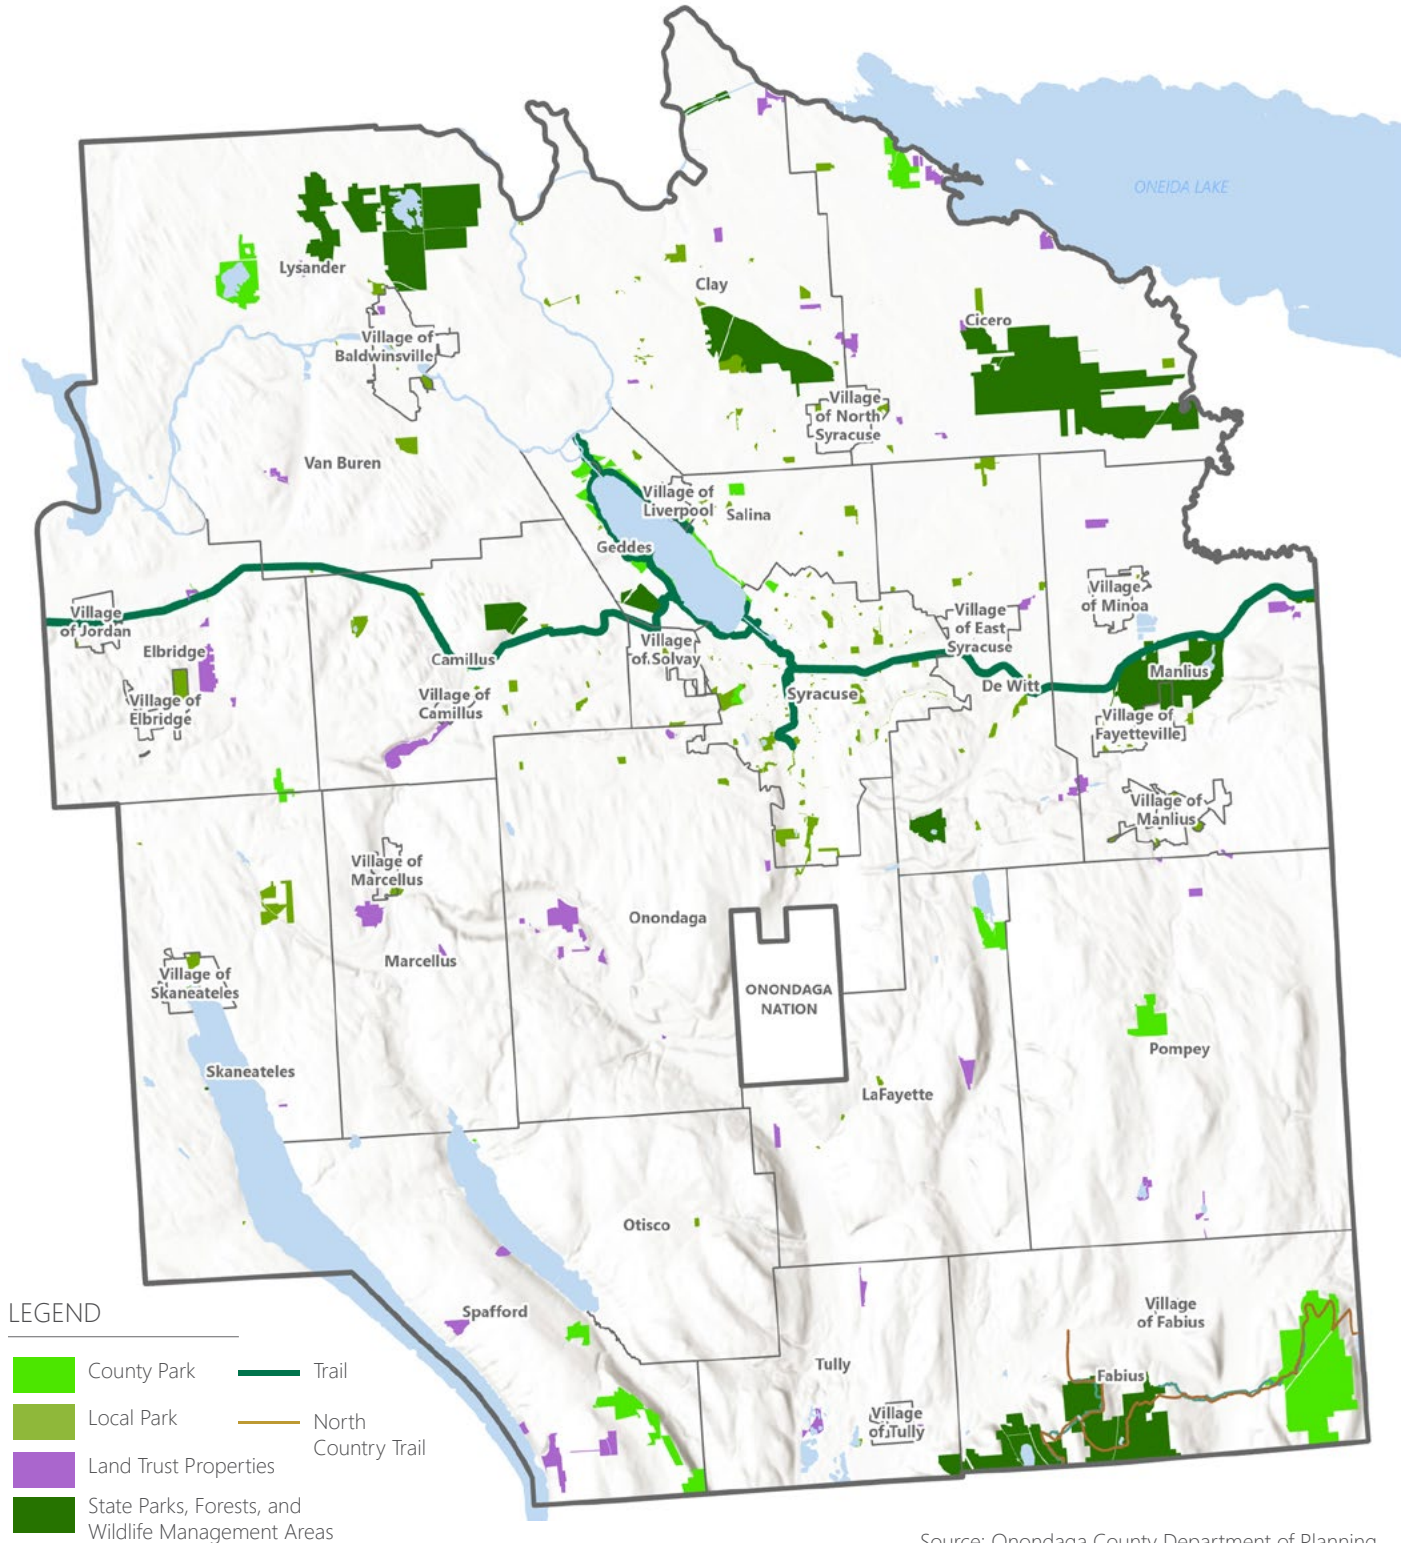 ONEIDA LAKE
Lysander
Clay
Cicero
Village of
Baldwinsville
Village
of North
Syracuse
Van Buren
Village of
Liverpool
Salina
Geddes
Village
of Jordan
Village
of Minoa
Village
of East
Syracuse
Elbridge
Camillus
Village
of Solvay
Manlius
De Witt
Syracuse
Village of
Elbridge
Village of
Camillus
Village of
Fayetteville
Village of
Manlius
Village of
Marcellus
Onondaga
Marcellus
Village of
Skaneateles
ONONDAGA
NATION
Pompey
Skaneateles
LaFayette
Otisco
Spafford
Village
of Fabius
Tully
Fabius
Village
of Tully
LEGEND
County Park
Trail
Local Park
North
Country Trail
Land Trust Properties
State Parks, Forests, and
Wildlife Management Areas
Source: Onondaga County Department of Planning